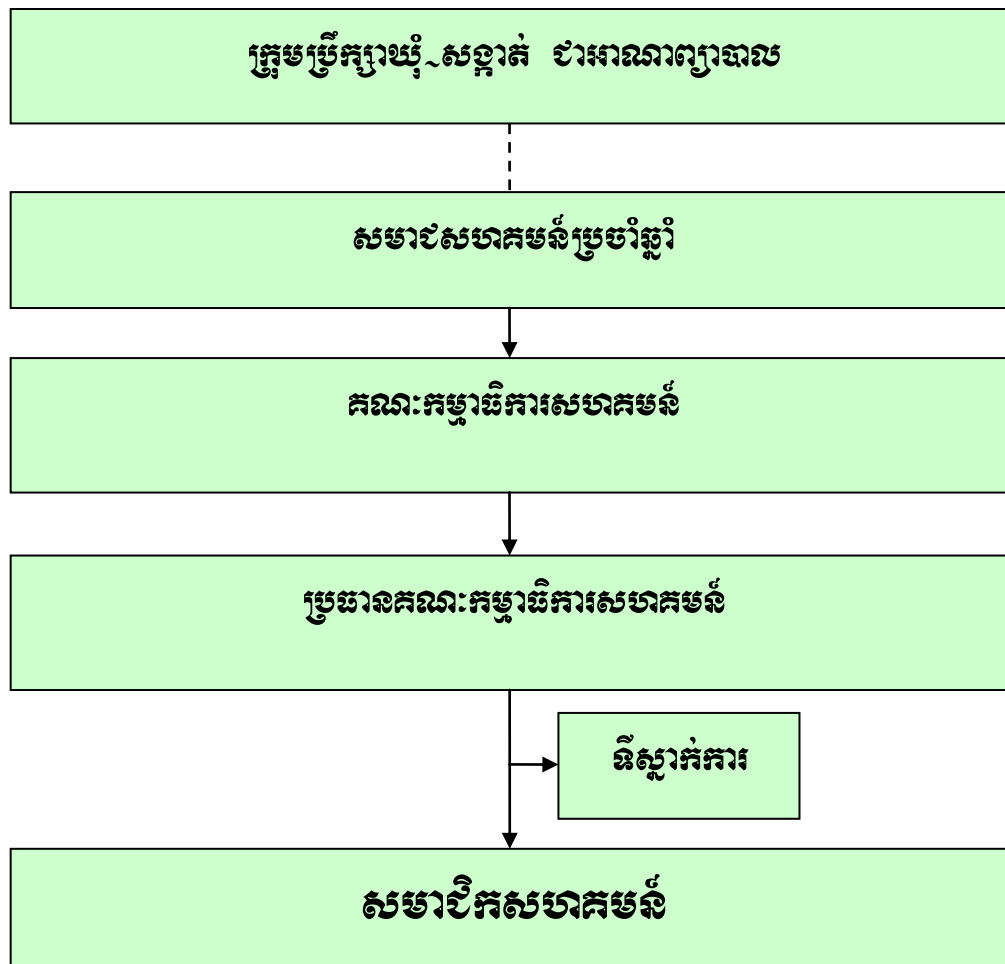 ក្រុមប្រឹក្សាឃុំ~សង្កាត់ ជាអាណាព្យាបាល
សមាជសហគមន៍ប្រចាំឆ្នាំ
គណៈកម្មាធិការសហគមន៍
ប្រធានគណៈកម្មាធិការសហគមន៍
ទីស្នាក់ការ
សមាជិកសហគមន៍